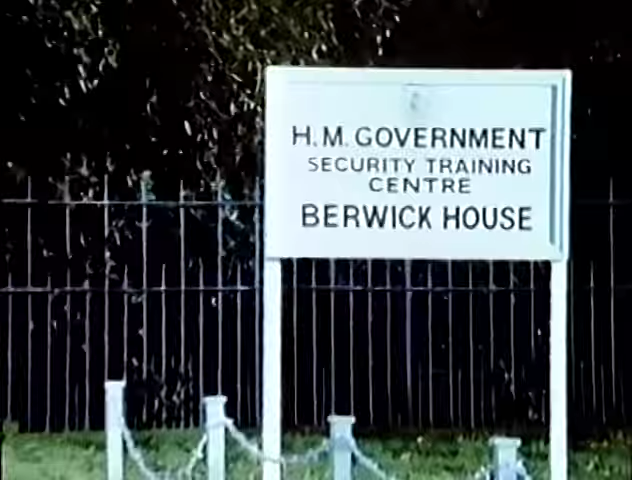 H.M. GOVERNMENT
SECURITY TRAINING
CENTRE
BERWICK HOUSE